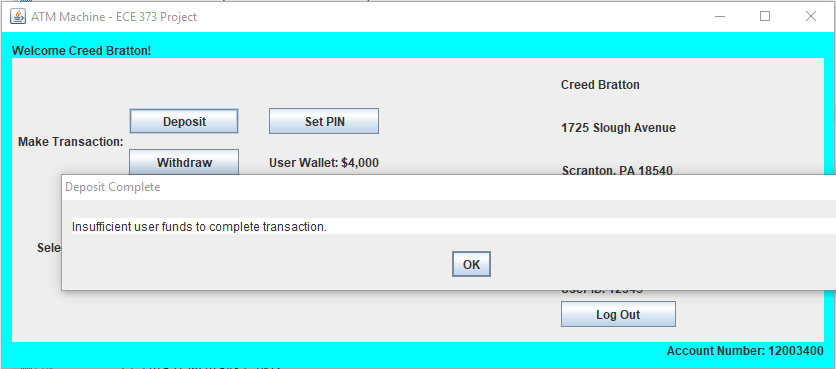 ATM Machine - ECE 373 Project
Welcome Creed Bratton!
Creed Bratton
Deposit
Set PIN
1725 Slough Avenue
Make Transaction:
Withdraw
User Wallet: $4,000
Scranton, PA 18540
Deposit Complete
Insufficient user funds to complete transaction.
OK
User ID: 12345
Log Out
Account Number: 12003400